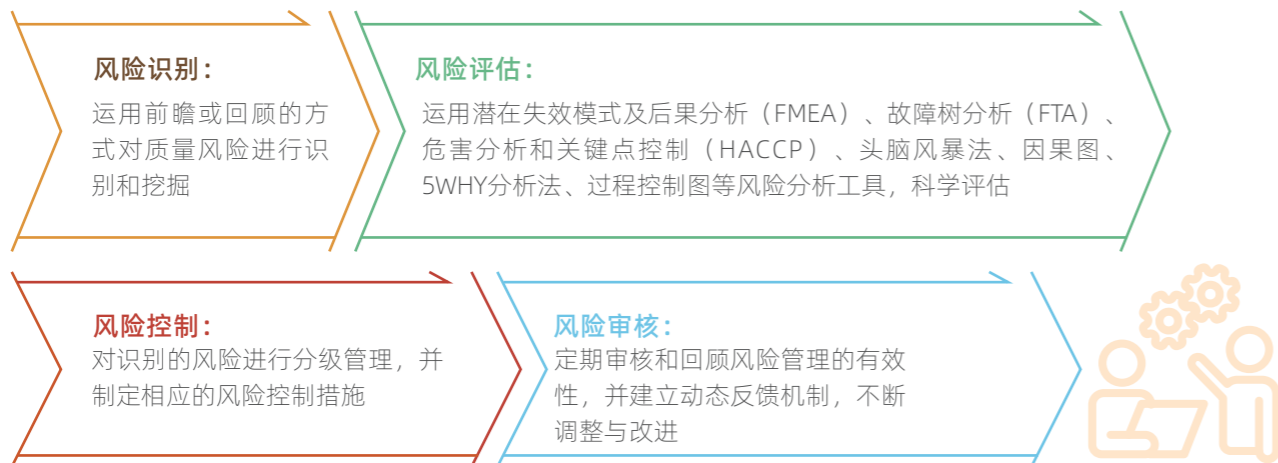 风险识别：
运用前瞻或回顾的方
式对质量风险进行识
别和挖掘
风险评估：
运用潜在失效模式及后果分析（FMEA）、故障树分析（FTA）、
危害分析和关键点控制（HACCP）、头脑风暴法、因果图、
5WHY分析法、过程控制图等风险分析工具，科学评估
风险控制：
对识别的风险进行分级管理，并
制定相应的风险控制措施
风险审核：
定期审核和回顾风险管理的有效
性，并建立动态反馈机制，不断
调整与改进